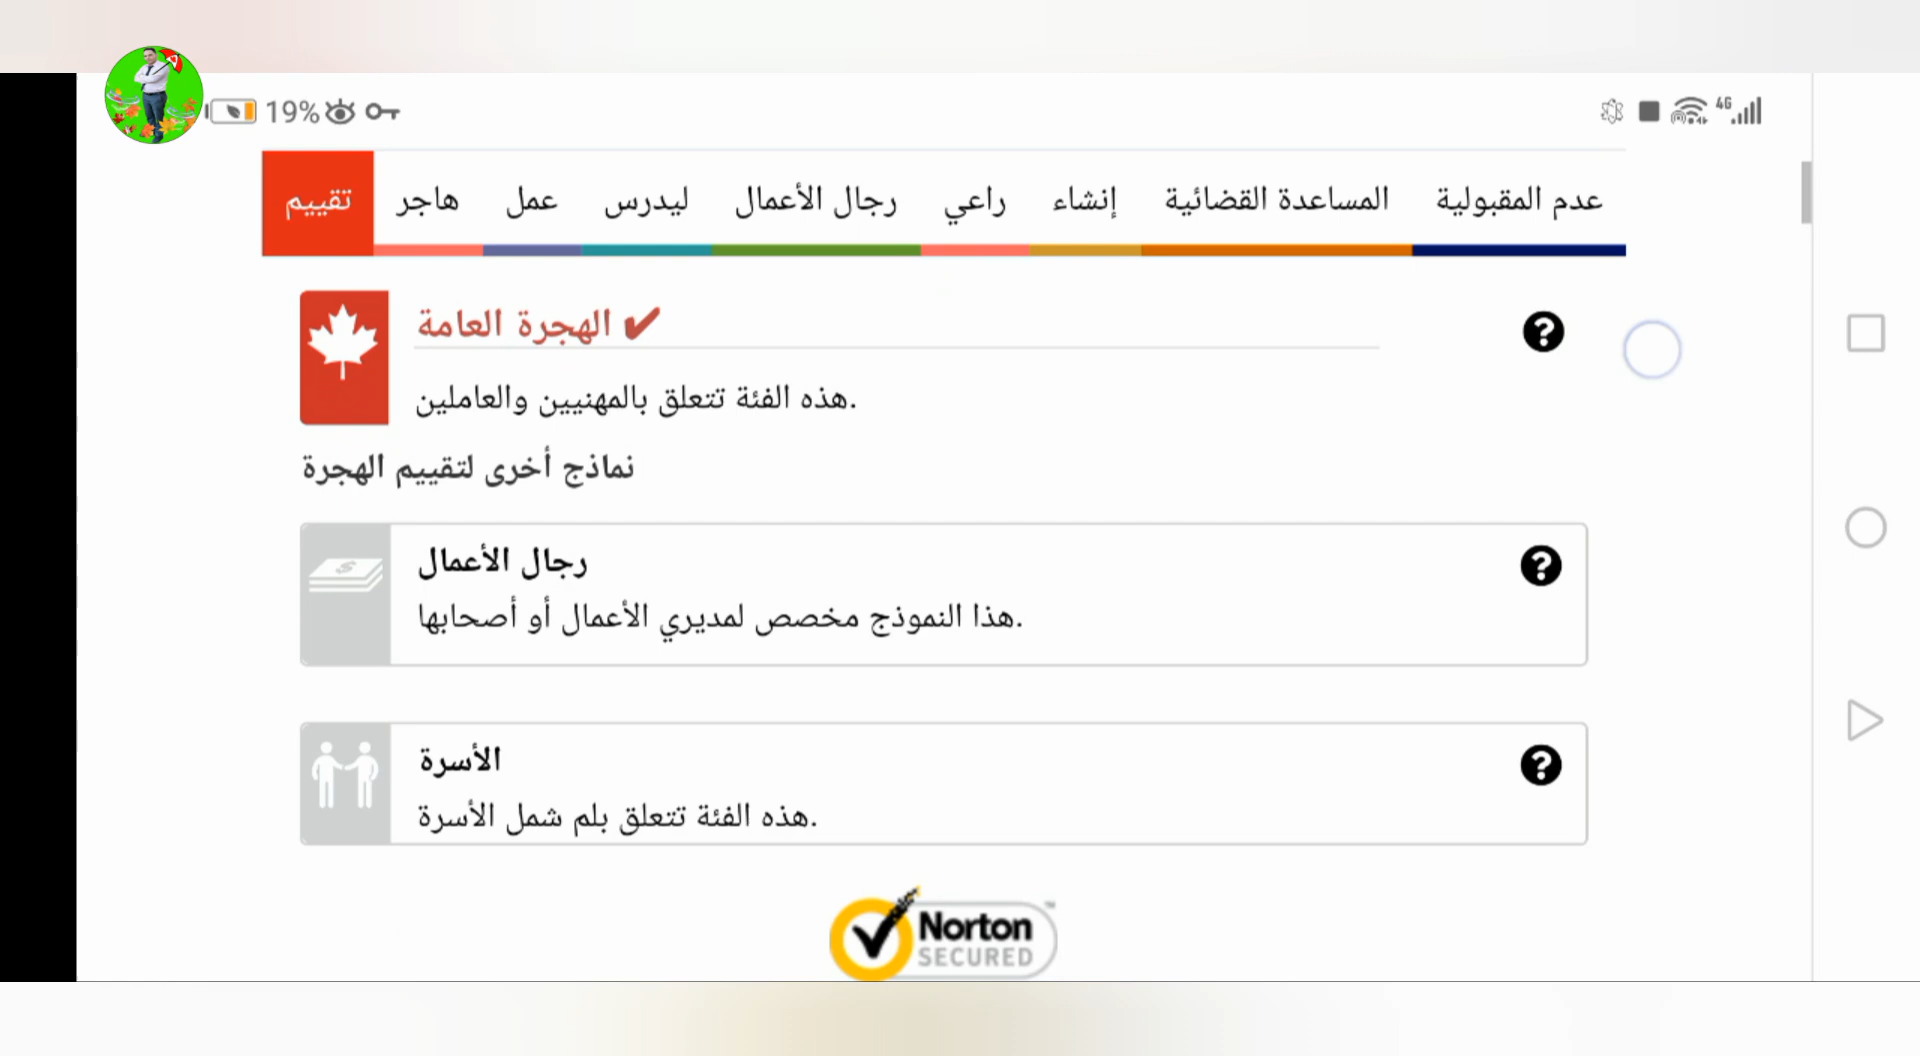 19%
4G
تقييم هاجر عمل ليدرس رجال الأعمال راعي إنشاء المساعدة القضائية عدم المقبولية
✔ الهجرة العامة
هذه الفئة تتعلق بالمهنيين والعاملين.
نماذج أخرى لتقييم الهجرة
رجال الأعمال
هذا النموذج مخصص لمديري الأعمال أو أصحابها.
الأسرة
هذه الفئة تتعلق بلم شمل الأسرة.
Norton
SECURED